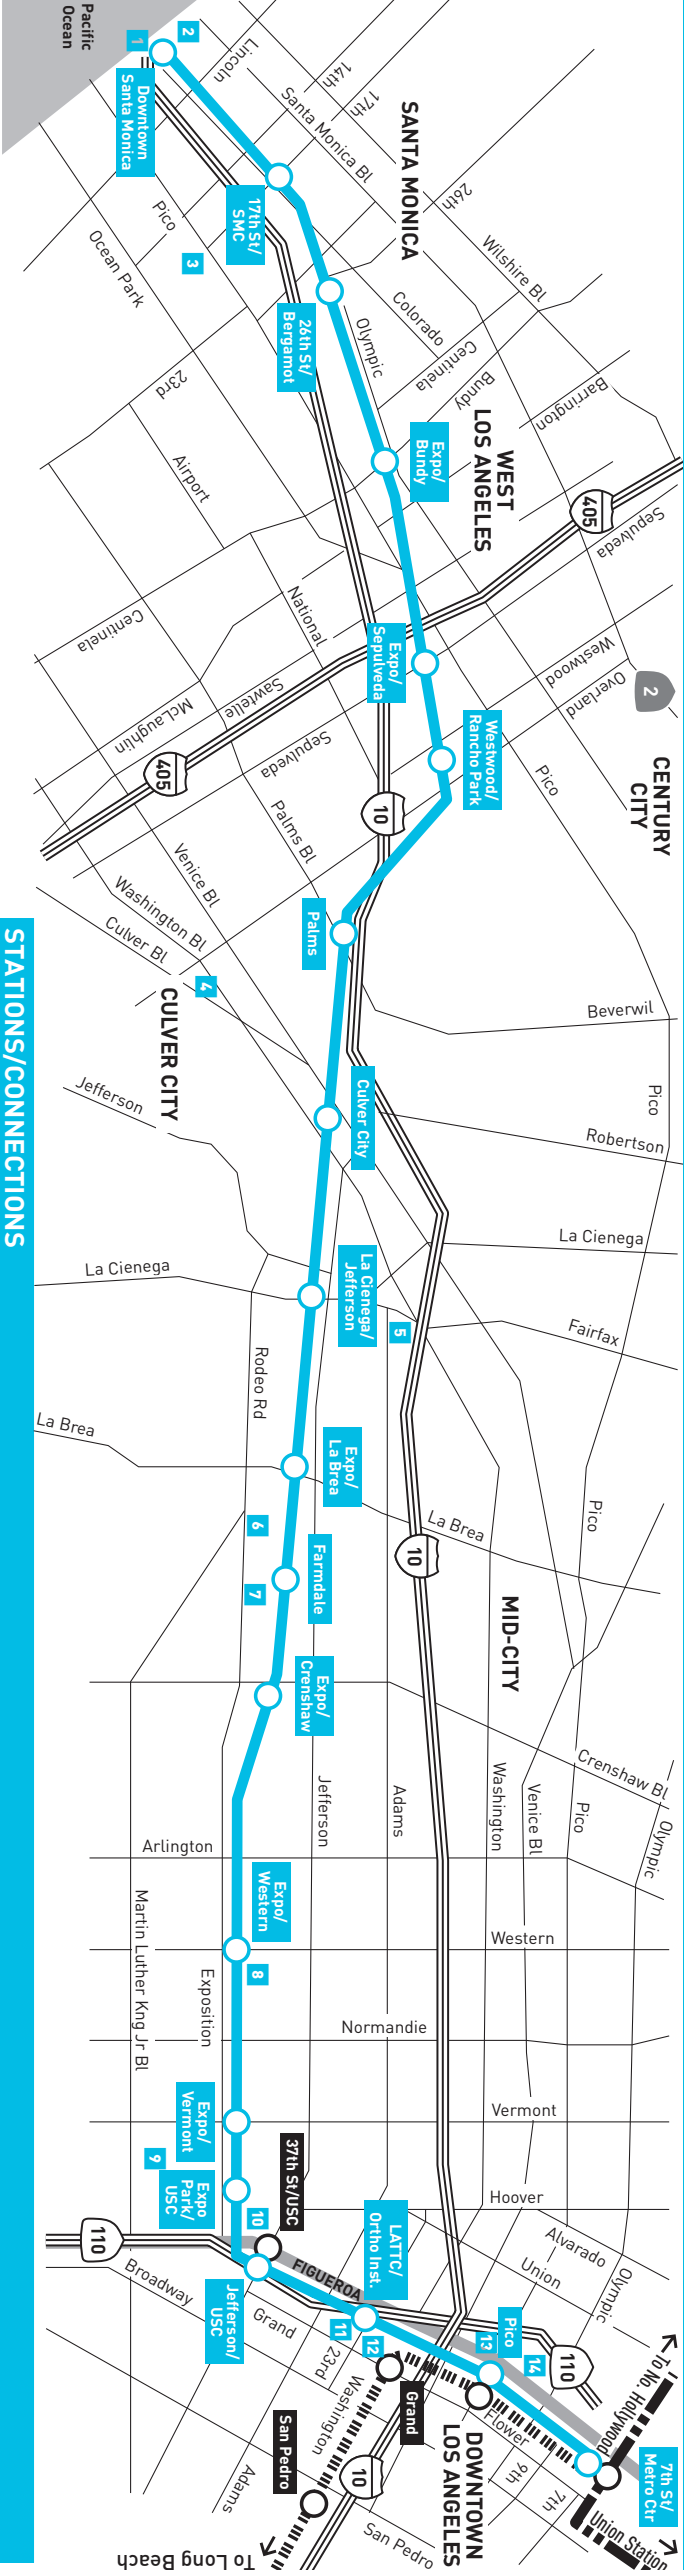 Pacific
Ocean
1
2
Downtown
Santa Monica
Lincoln
14th
17th
Santa Monica Bl
SANTA MONICA
26th
Wilshire Bl
Pico
Ocean Park
3
17th St/
SMC
26th St/
Bergamot
Olympic
Colorado
Centinela
Bundy
Barrington
23rd
Airport
Expo/
Bundy
WEST
LOS ANGELES
405
Sepulveda
Centinela
National
Expo/
Sepulveda
Westwood
Overland
2
McLaughlin
Sawtelle
Sepulveda
405
Westwood/
Rancho Park
Pico
CENTURY
CITY
10
Palms Bl
Venice Bl
Washington Bl
Culver Bl
Palms
4
CULVER CITY
Beverwil
Pico
Robertson
Jefferson
Culver City
La Cienega
La Cienega
La Cienega/
Jefferson
5
Fairfax
Rodeo Rd
La Brea
Expo/
La Brea
La Brea
Pico
6
7
Farmdale
10
MID-CITY
Expo/
Crenshaw
Crenshaw Bl
Jefferson
Adams
Washington
Venice Bl
Pico
Olympic
Arlington
Expo/
Western
Martin Luther Kng Jr Bl
Exposition
8
Western
Normandie
Expo/
Vermont
Vermont
9
Expo
Park/
USC
10
37th St/USC
Hoover
Alvarado
Union
Olympic
110
Broadway
Grand
Jefferson/
USC
FIGUEROA
LATTC/
Ortho Inst.
11
12
23rd
Washington
Adams
13
Pico
14
110
Grand
Flower
9th
7th
DOWNTOWN
LOS ANGELES
San Pedro
10
San Pedro
To No. Hollywood
7th St/
Metro Ctr
Union Station
To Long Beach
STATIONS/CONNECTIONS